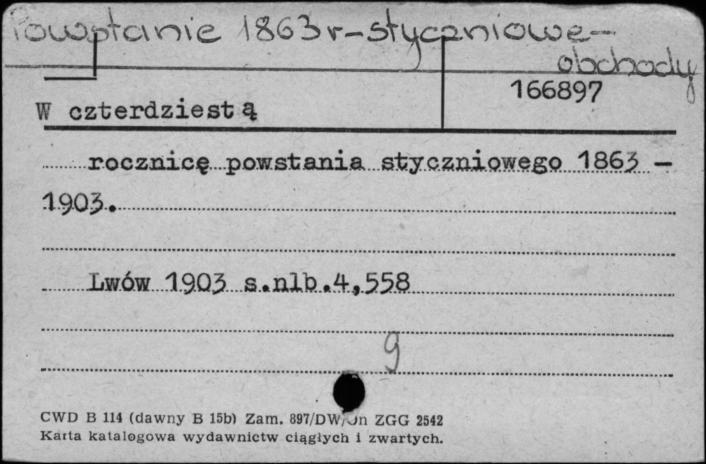 Powstanie 1863 r - styczniowe -
obchody
166897
W czterdziestą
rocznicę powstania styczniowego 1863 -
1903.
Lwów 1903 s.nlb.4,558
9
CWD B 114 (dawny B 15b) Zam. 897/DW/Jn ZGG 2542
Karta katalogowa wydawnictw ciągłych i zwartych.